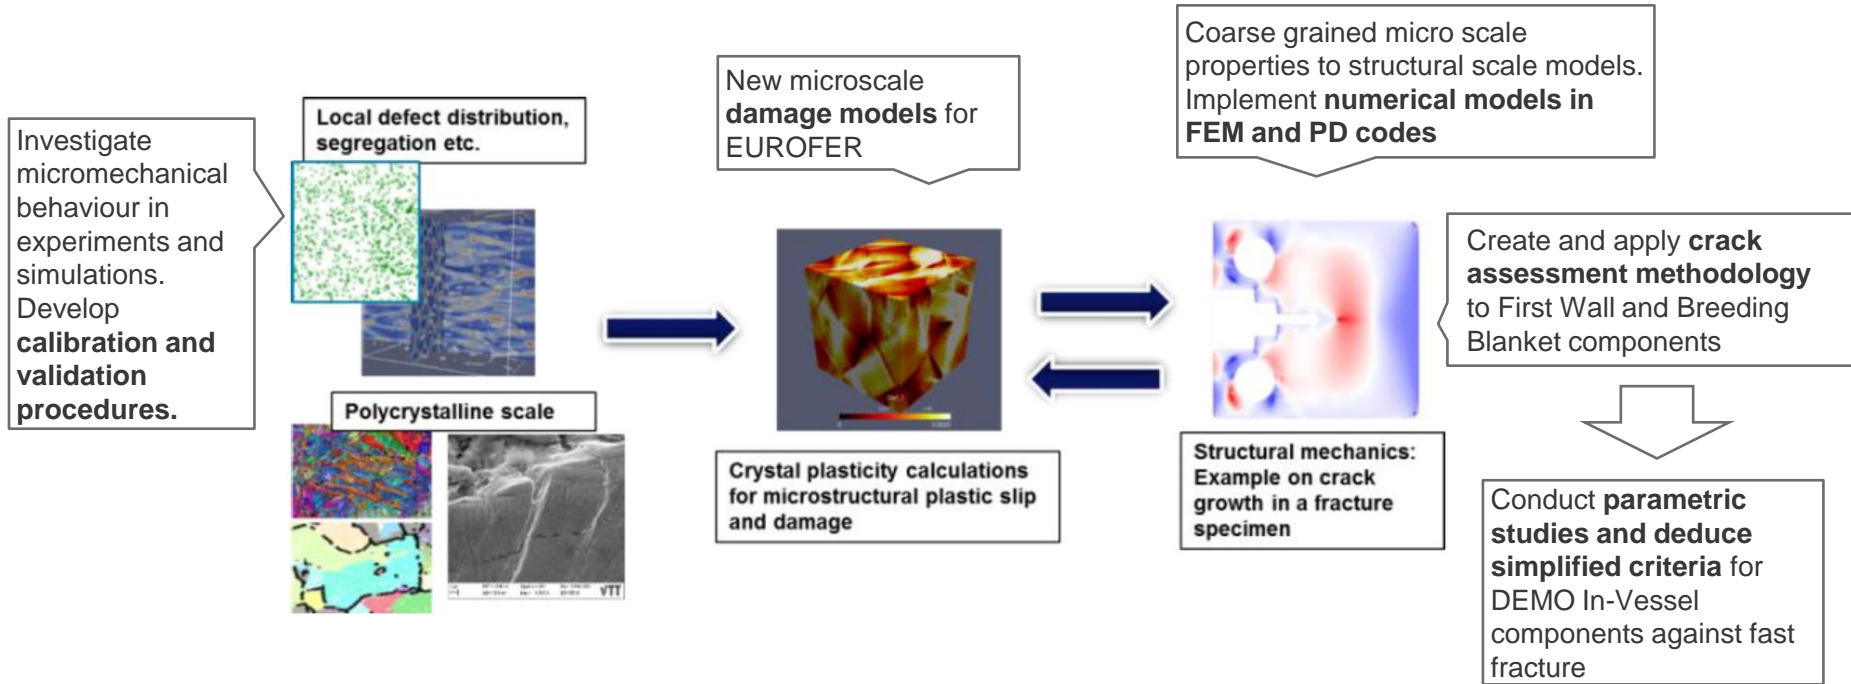 Investigate
micromechanical
behaviour in
experiments and
simulations.
Develop
calibration and
validation
procedures.
Local defect distribution,
segregation etc.
Polycrystalline scale
VTT
New microscale
damage models for
EUROFER
Crystal plasticity calculations
for microstructural plastic slip
and damage
Coarse grained micro scale
properties to structural scale models.
Implement numerical models in
FEM and PD codes
Structural mechanics:
Example on crack
growth in a fracture
specimen
Create and apply crack
assessment methodology
to First Wall and Breeding
Blanket components
Conduct parametric
studies and deduce
simplified criteria for
DEMO In-Vessel
components against fast
fracture